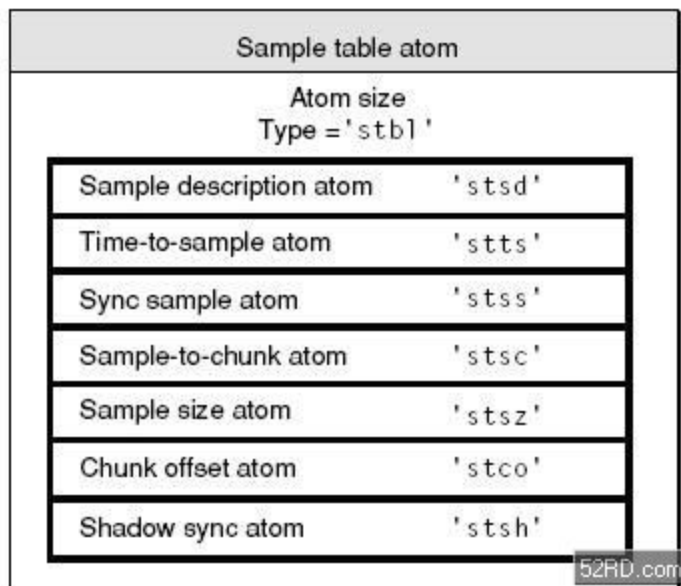 Sample table atom
Atom size
Type ='stbl'
Sample description atom 'stsd'
Time-to-sample atom 'stts'
Sync sample atom 'stss'
Sample-to-chunk atom 'stsc'
Sample size atom 'stsz'
Chunk offset atom 'stco'
Shadow sync atom 'stsh'
52RD.com